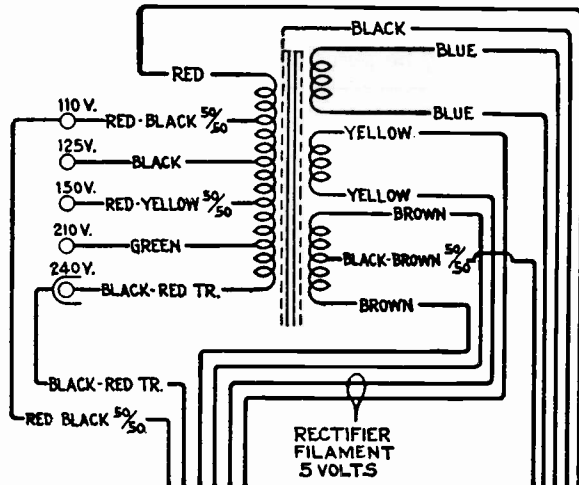 BLACK
BLUE
RED
110 V.
RED-BLACK 50/50
BLUE
YELLOW
125V.
BLACK
150V.
RED-YELLOW 50/50
YELLOW
BROWN
210V.
GREEN
BLACK-BROWN 50/50
240V.
BLACK-RED TR.
BROWN
BLACK-RED TR.
RED BLACK 50/50.
RECTIFIER
FILAMENT
5 VOLTS